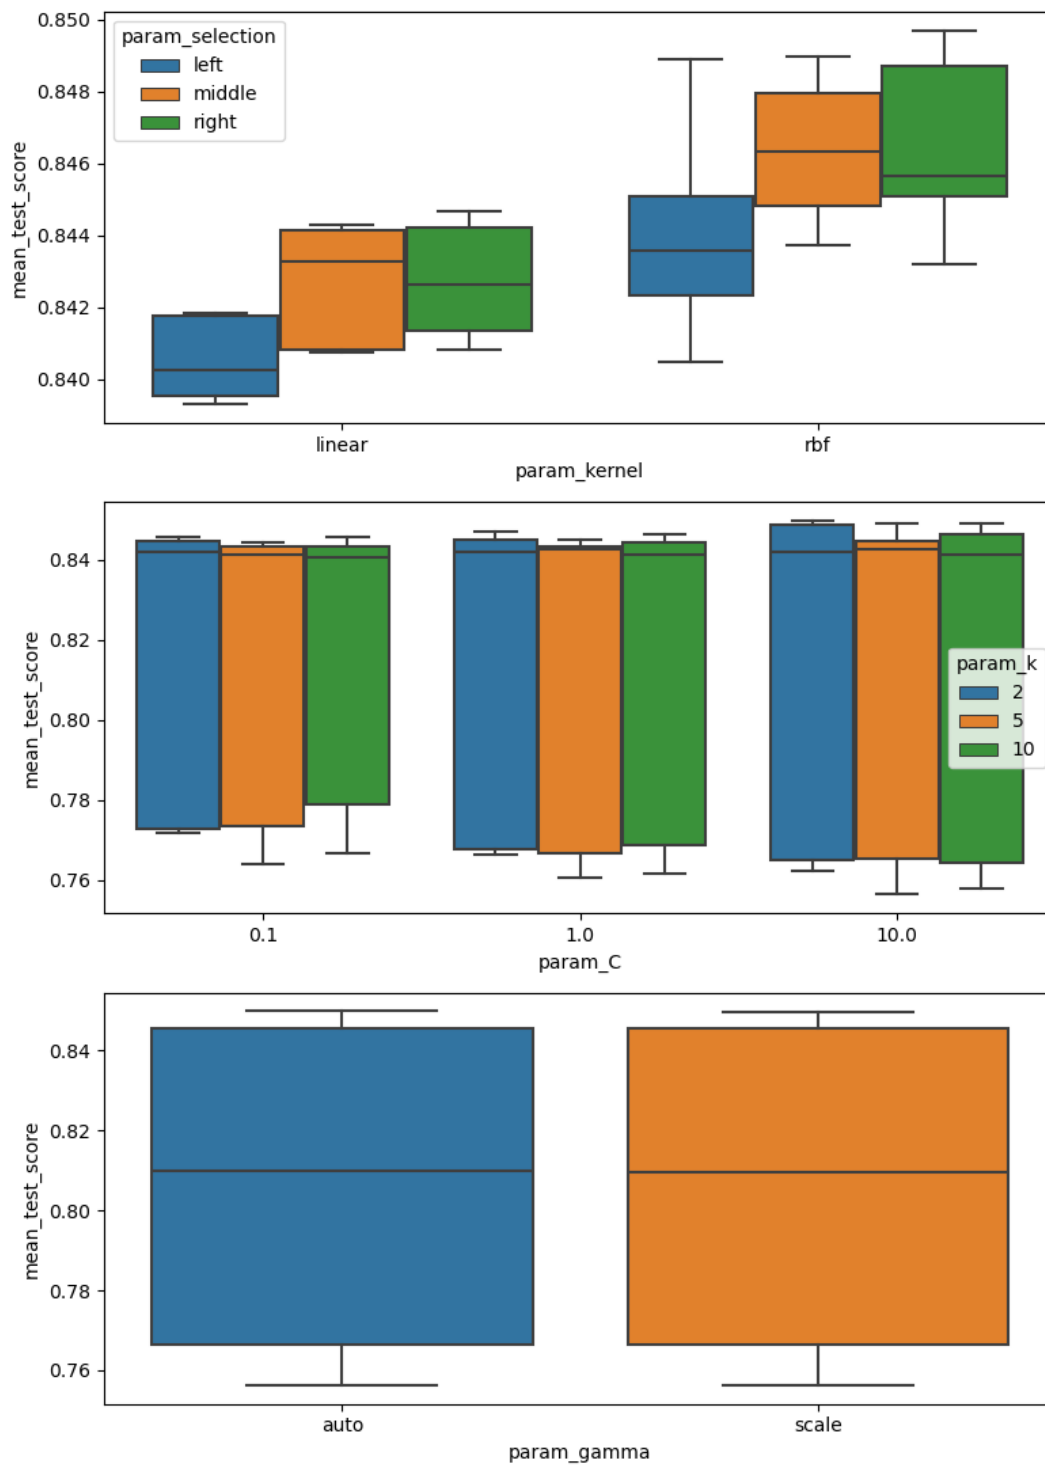 param_selection
left
middle
right
0.850
0.848
0.846
0.844
0.842
0.840
mean_test_score
linear
rbf
param_kernel
0.84
0.82
0.80
0.78
0.76
mean_test_score
param_k
2
5
10
0.1
1.0
10.0
param_C
0.84
0.82
0.80
0.78
0.76
mean_test_score
auto
scale
param_gamma